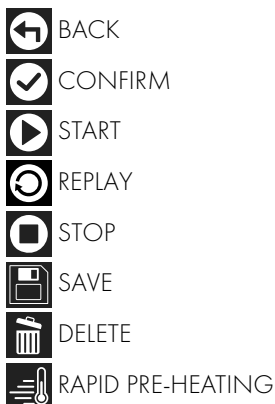 BACK
CONFIRM
START
REPLAY
STOP
SAVE
DELETE
RAPID PRE-HEATING